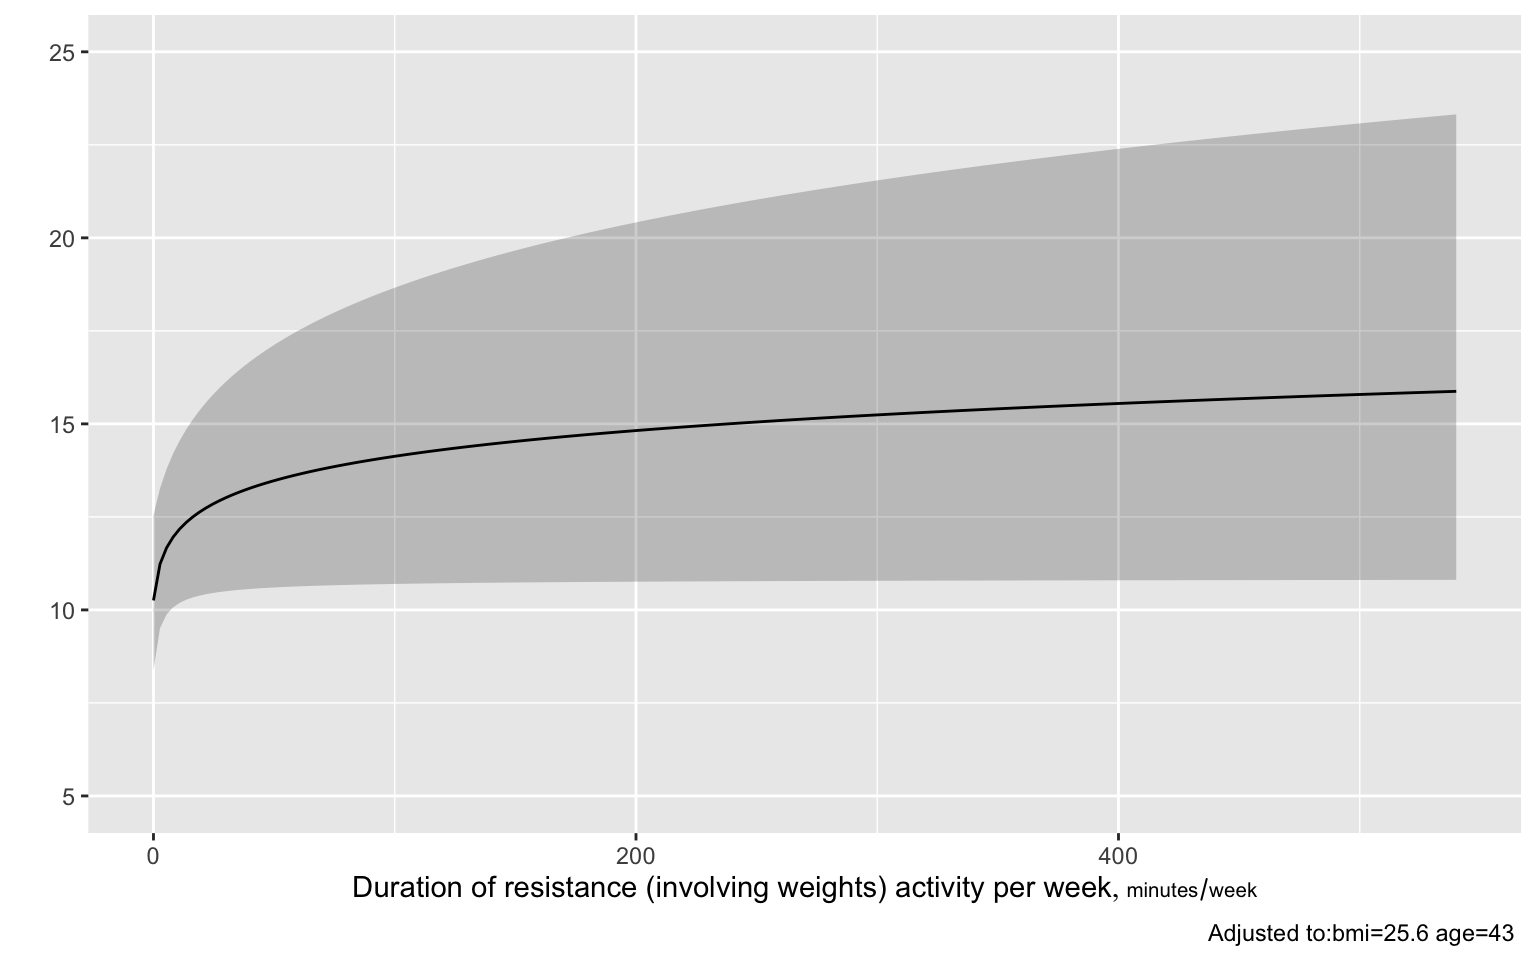 25
20
15
10
5
0 200 400
Duration of resistance (involving weights) activity per week, minutes/week
Adjusted to:bmi=25.6 age=43